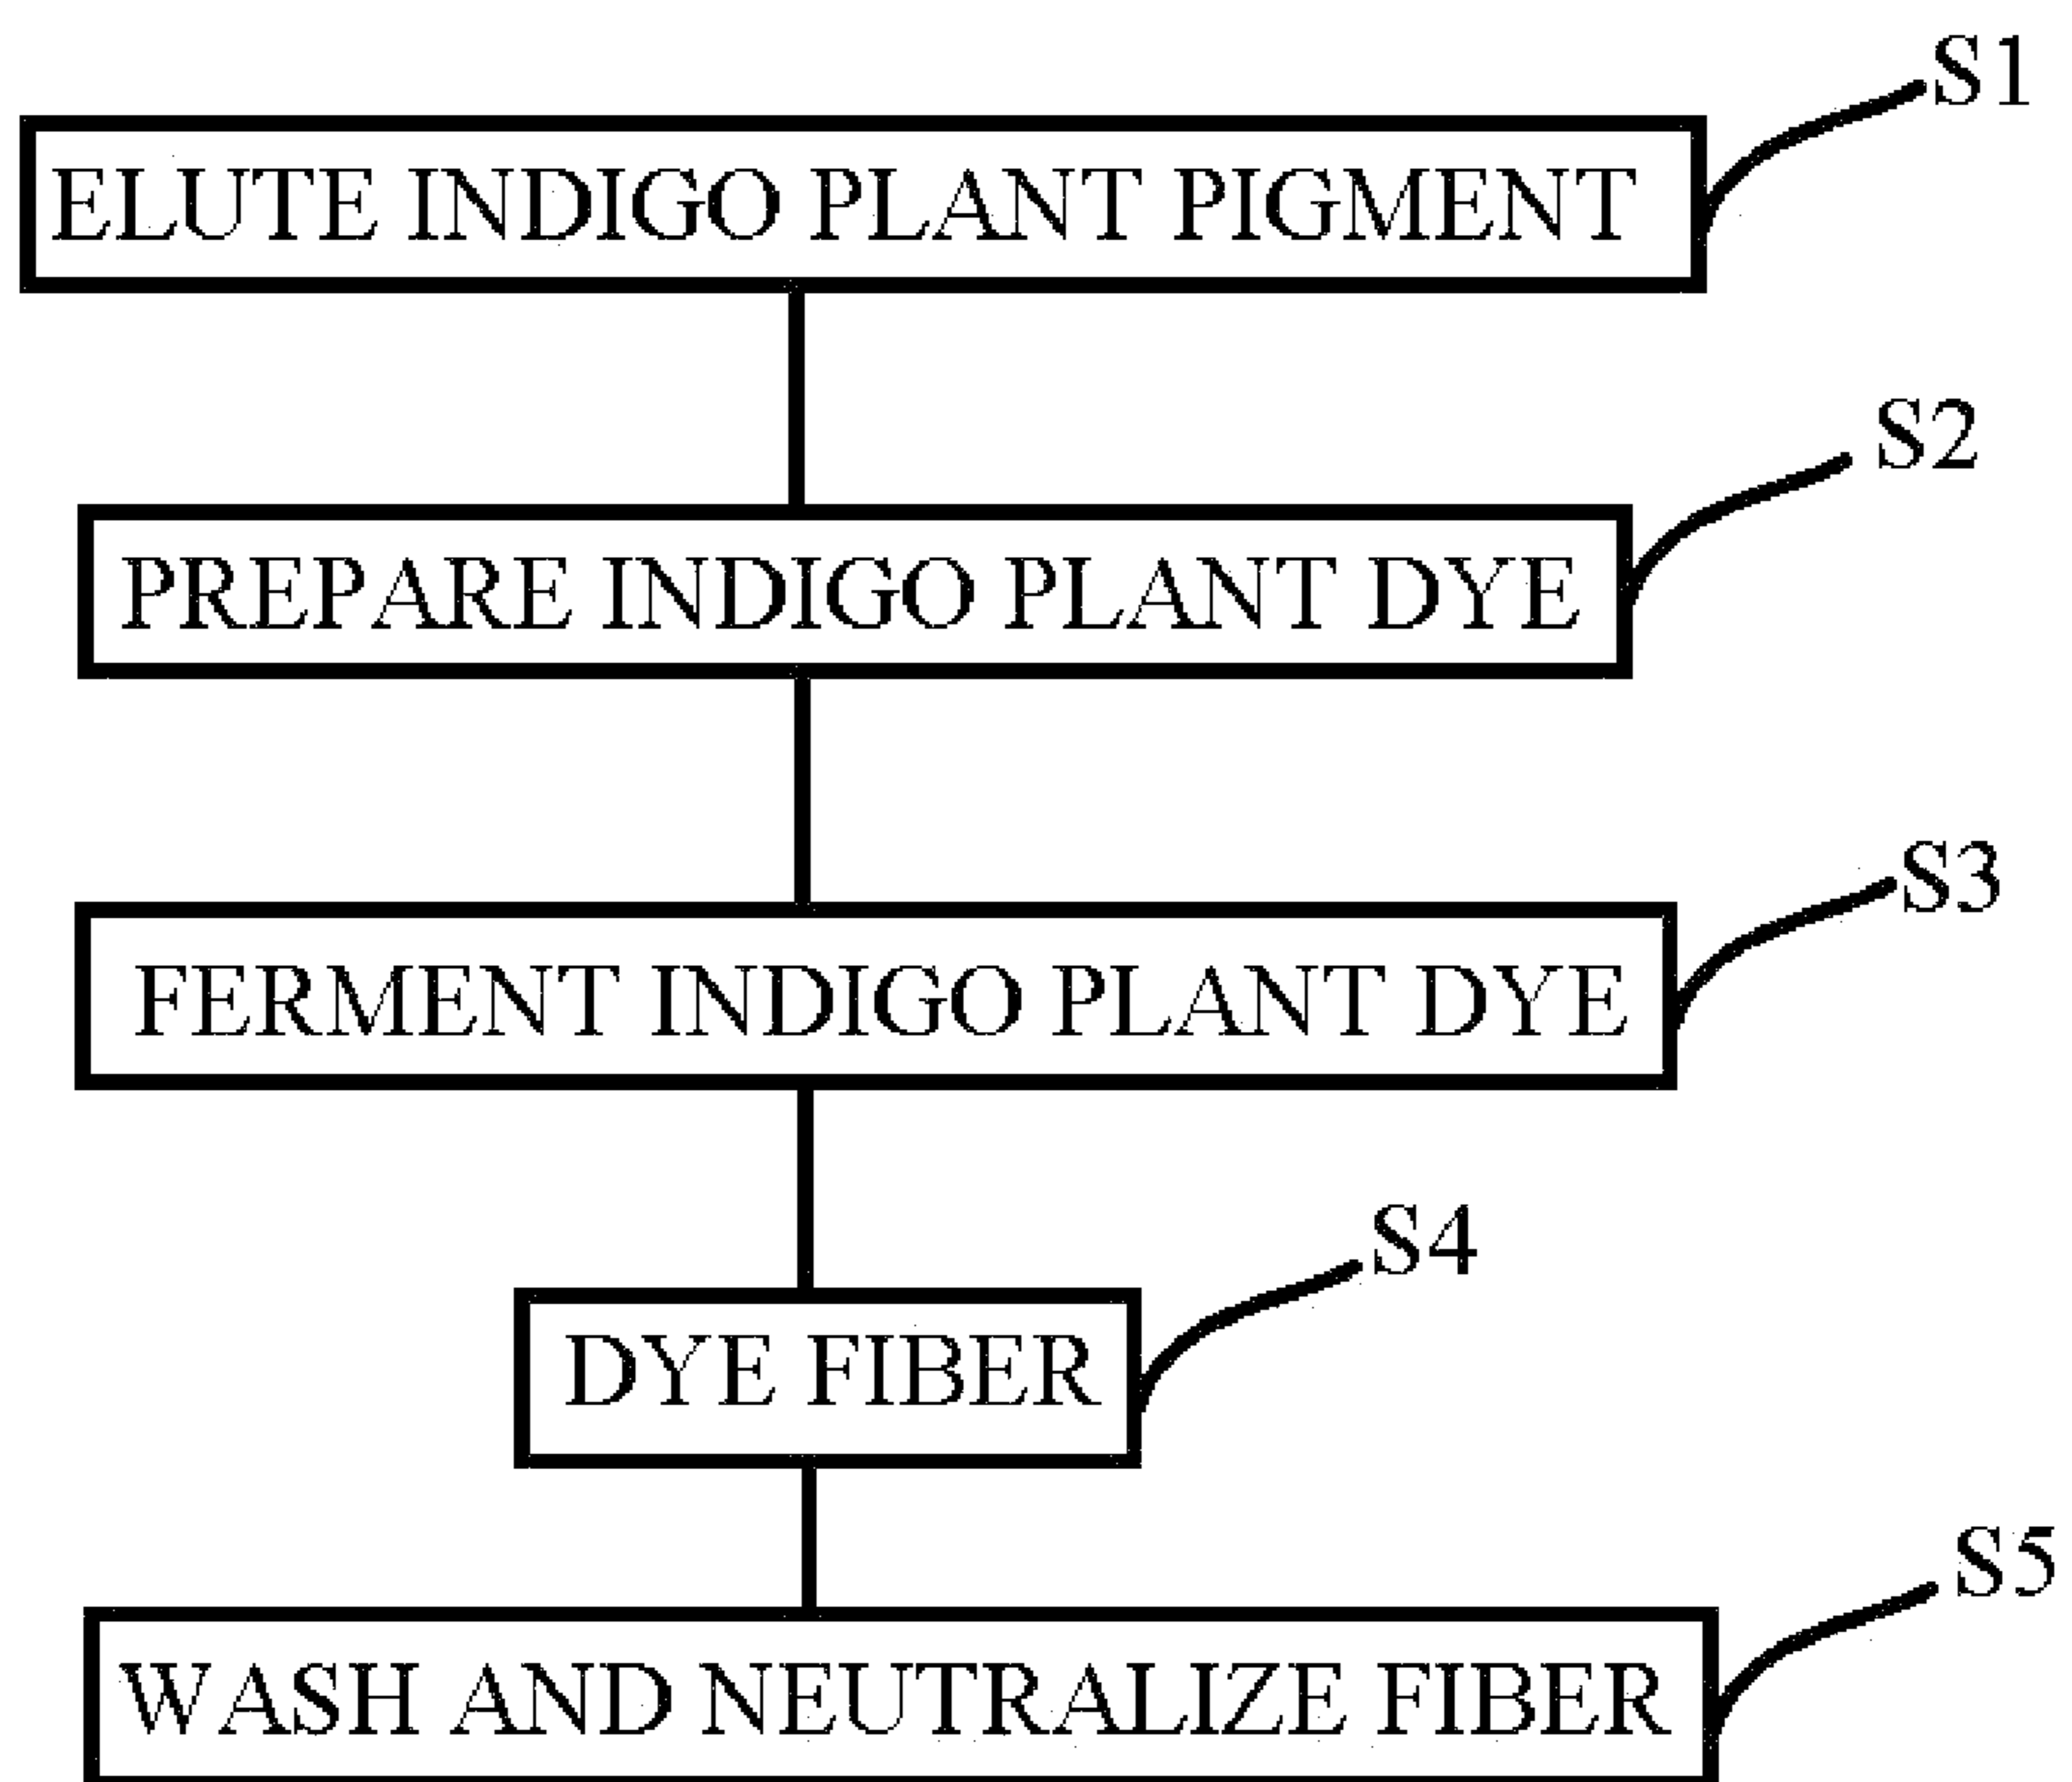 S1
ELUTE INDIGO PLANT PIGMENT
S2
PREPARE INDIGO PLANT DYE
S3
FERMENT INDIGO PLANT DYE
S4
DYE FIBER
S5
WASH AND NEUTRALIZE FIBER